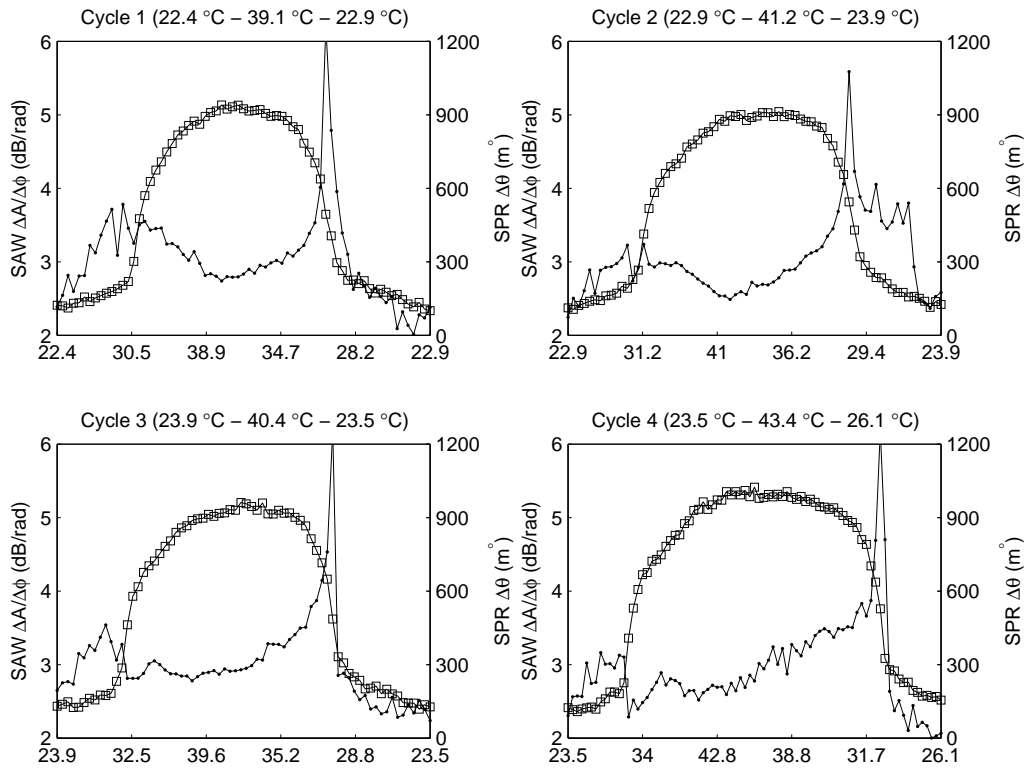 Cycle 1 (22.4 °C − 39.1 °C − 22.9 °C)
6
5
4
3
2
SAW ΔA/Δϕ (dB/rad)
1200
900
600
300
0
SPR Δθ (m°)
22.4 30.5 38.9 34.7 28.2 22.9
Cycle 2 (22.9 °C − 41.2 °C − 23.9 °C)
6
5
4
3
2
SAW ΔA/Δϕ (dB/rad)
1200
900
600
300
0
SPR Δθ (m°)
22.9 31.2 41 36.2 29.4 23.9
Cycle 3 (23.9 °C − 40.4 °C − 23.5 °C)
6
5
4
3
2
SAW ΔA/Δϕ (dB/rad)
1200
900
600
300
0
SPR Δθ (m°)
23.9 32.5 39.6 35.2 28.8 23.5
Cycle 4 (23.5 °C − 43.4 °C − 26.1 °C)
6
5
4
3
2
SAW ΔA/Δϕ (dB/rad)
1200
900
600
300
0
SPR Δθ (m°)
23.5 34 42.8 38.8 31.7 26.1